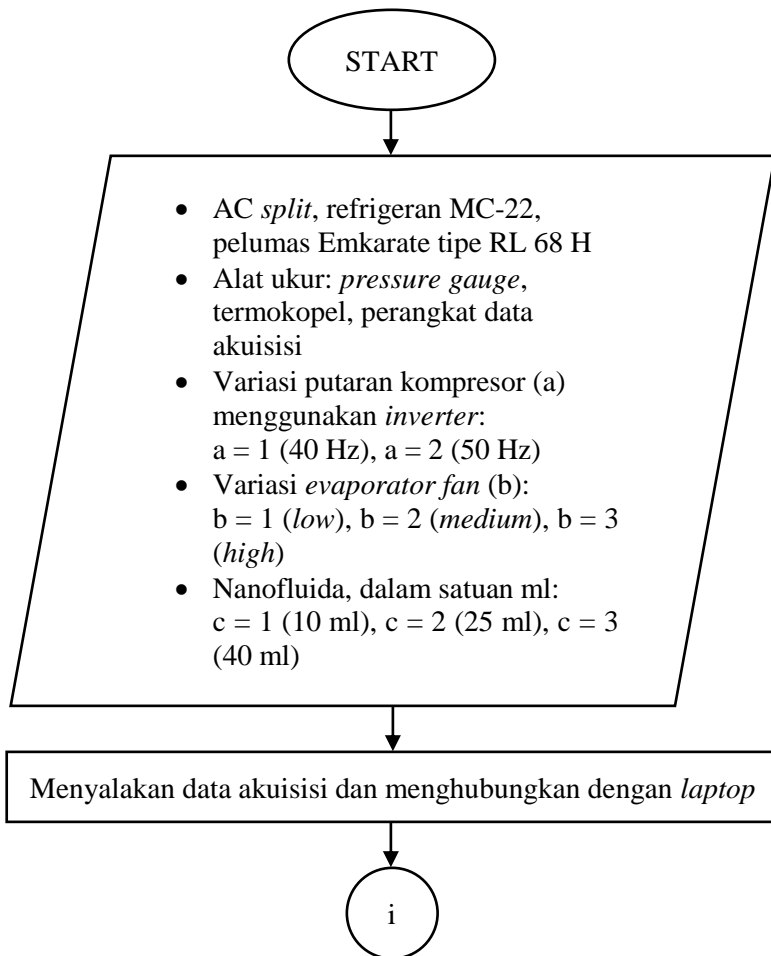 START
• AC split, refrigeran MC-22,
pelumas Emkarate tipe RL 68 H
• Alat ukur: pressure gauge,
termokopel, perangkat data
akuisisi
• Variasi putaran kompresor (a)
menggunakan inverter:
a = 1 (40 Hz), a = 2 (50 Hz)
• Variasi evaporator fan (b):
b = 1 (low), b = 2 (medium), b = 3
(high)
• Nanofluida, dalam satuan ml:
c = 1 (10 ml), c = 2 (25 ml), c = 3
(40 ml)
Menyalakan data akuisisi dan menghubungkan dengan laptop
i